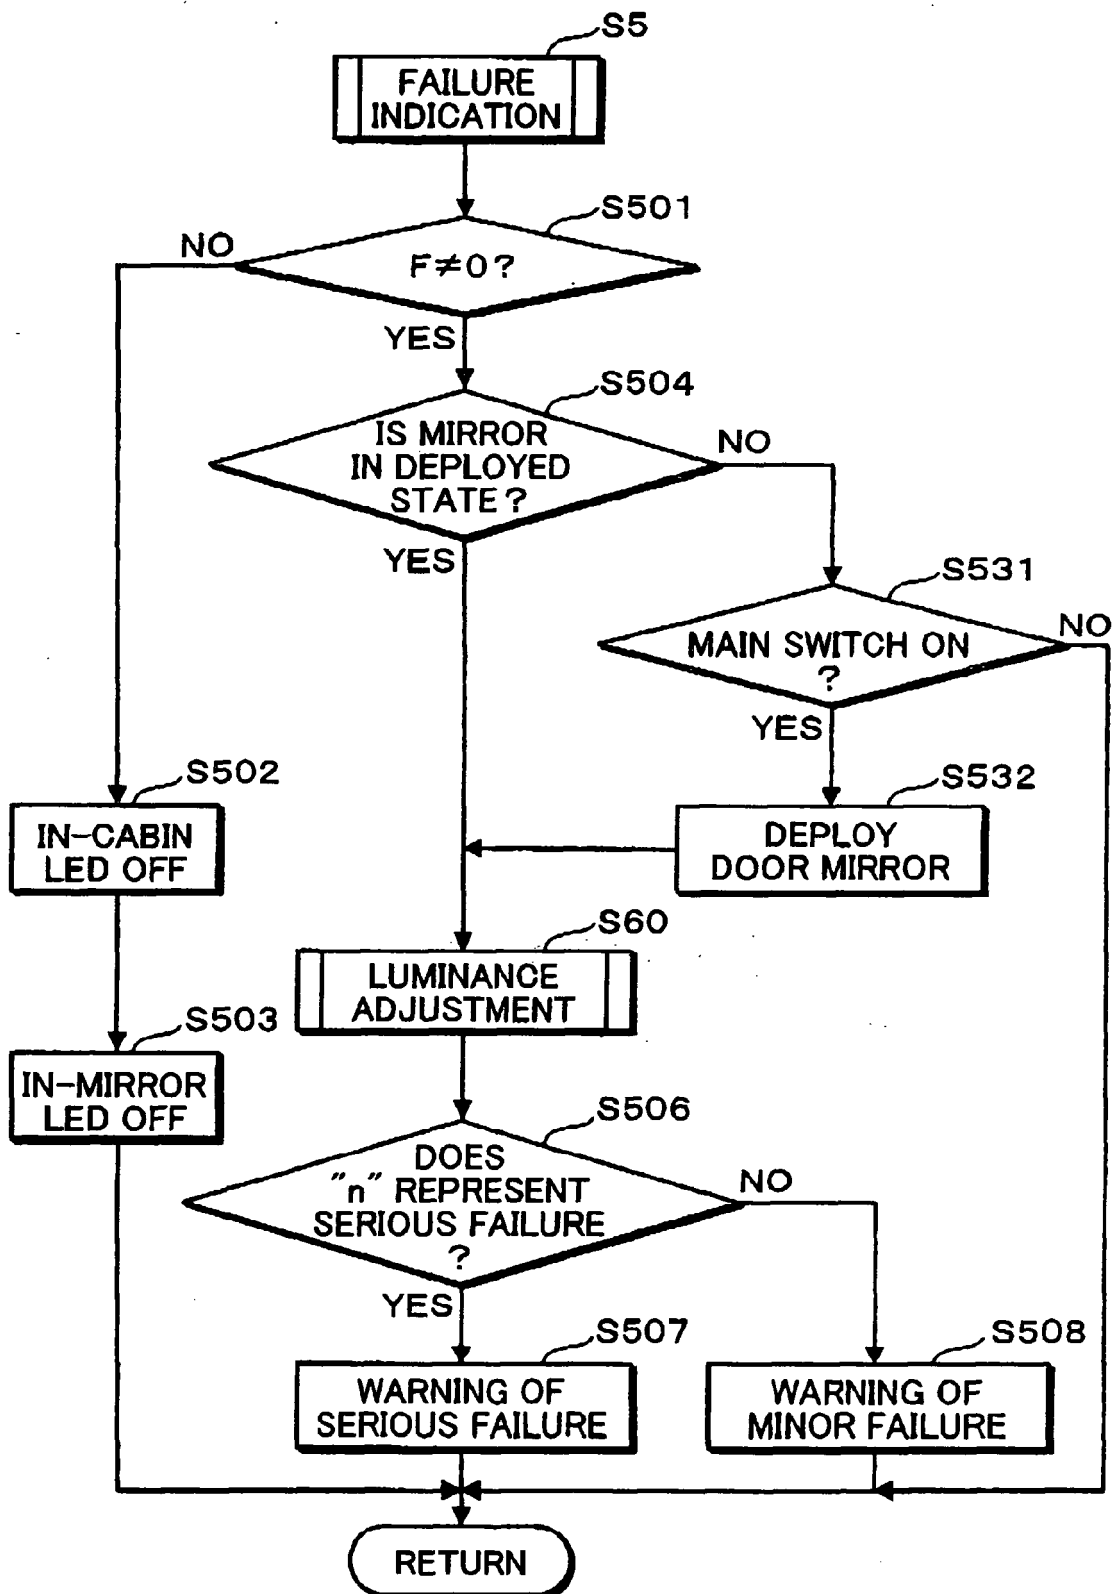 S5
FAILURE
INDICATION
S501
NO
F≠0?
YES
S504
IS MIRROR
IN DEPLOYED
STATE?
NO
YES
S531
MAIN SWITCH ON
?
NO
YES
S502
IN-CABIN
LED OFF
S532
DEPLOY
DOOR MIRROR
S60
LUMINANCE
ADJUSTMENT
S503
IN-MIRROR
LED OFF
S506
DOES
"n" REPRESENT
SERIOUS FAILURE
?
NO
YES
S507
WARNING OF
SERIOUS FAILURE
S508
WARNING OF
MINOR FAILURE
RETURN